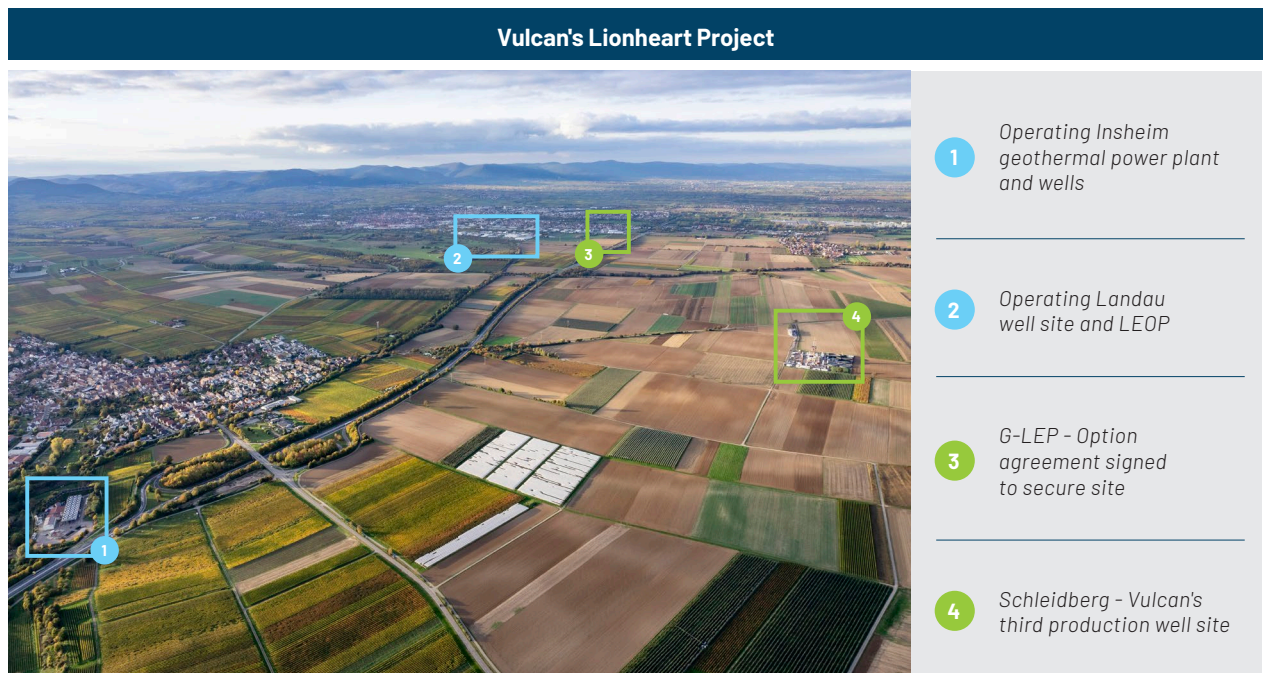 Vulcan's Lionheart Project
2
3
4
1
1
Operating Insheim
geothermal power plant
and wells
2
Operating Landau
well site and LEOP
3
G-LEP - Option
agreement signed
to secure site
4
Schleidberg - Vulcan's
third production well site